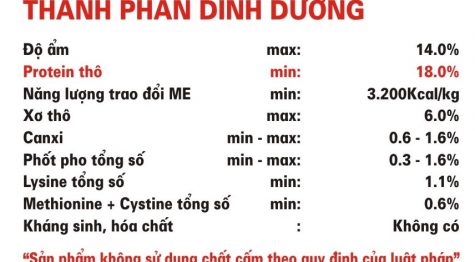 THÀNH PHẦN DINH DƯỠNG
Độ ẩm max: 14.0%
Protein thô min: 18.0%
Năng lượng trao đổi ME min: 3.200Kcal/kg
Xơ thô max: 6.0%
Canxi min - max: 0.6 - 1.6%
Phốt pho tổng số min - max: 0.3 - 1.6%
Lysine tổng số min: 1.1%
Methionine + Cystine tổng số min: 0.6%
Kháng sinh, hóa chất : Không có
“Sản phẩm không sử dụng chất cấm theo quy định của luật pháp”